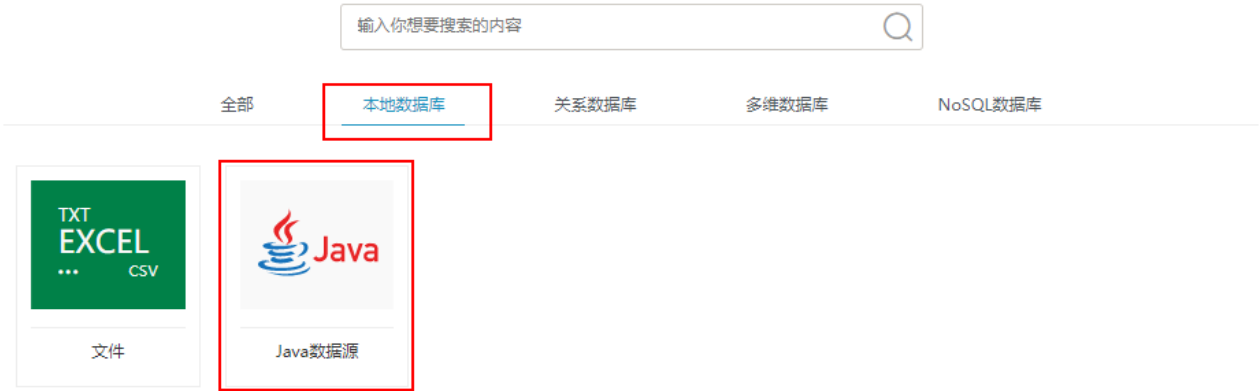 输入你想要搜索的内容
全部 本地数据库 关系数据库 多维数据库 NoSQL数据库
TXT
EXCEL
••• CSV
Java
文件 Java数据源